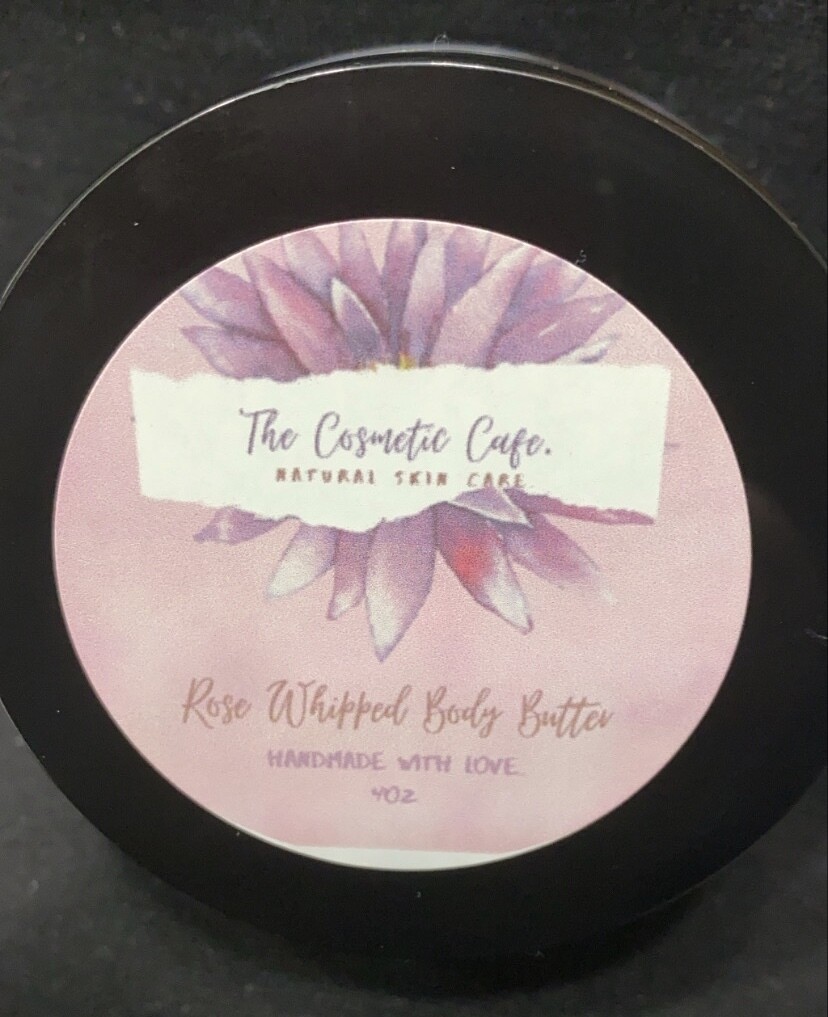 The Cosmetic Cafe.
NATURAL SKIN CARE
Rose Whipped Body Butter
HANDMADE WITH LOVE
4OZ